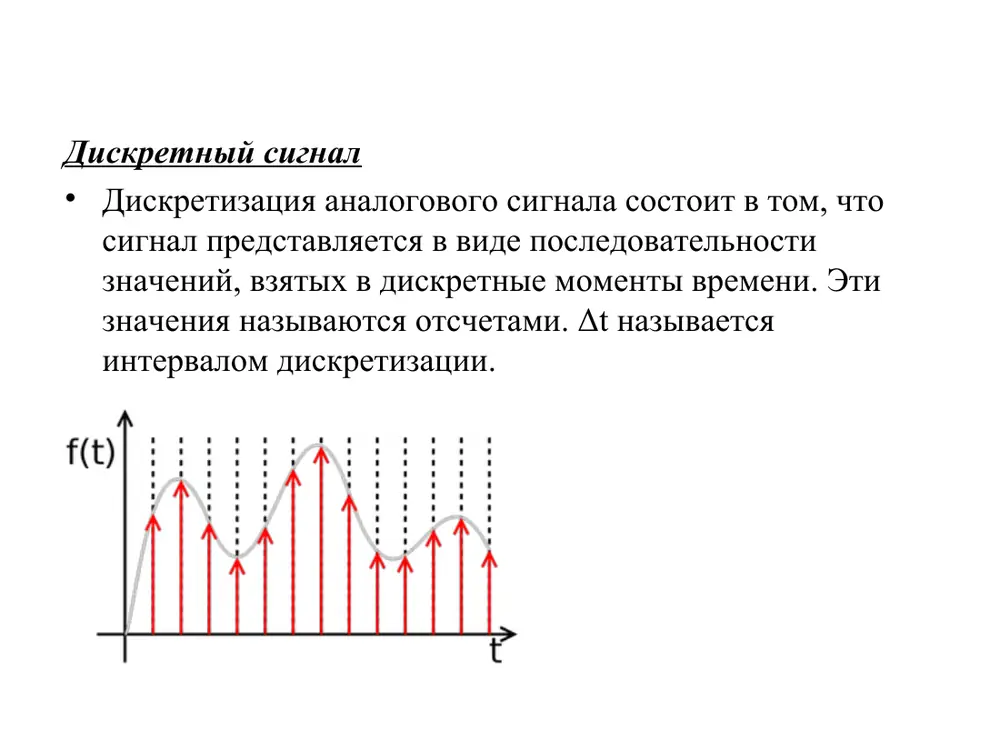 Дискретный сигнал
• Дискретизация аналогового сигнала состоит в том, что
сигнал представляется в виде последовательности
значений, взятых в дискретные моменты времени. Эти
значения называются отсчетами. Δt называется
интервалом дискретизации.
f(t)
t